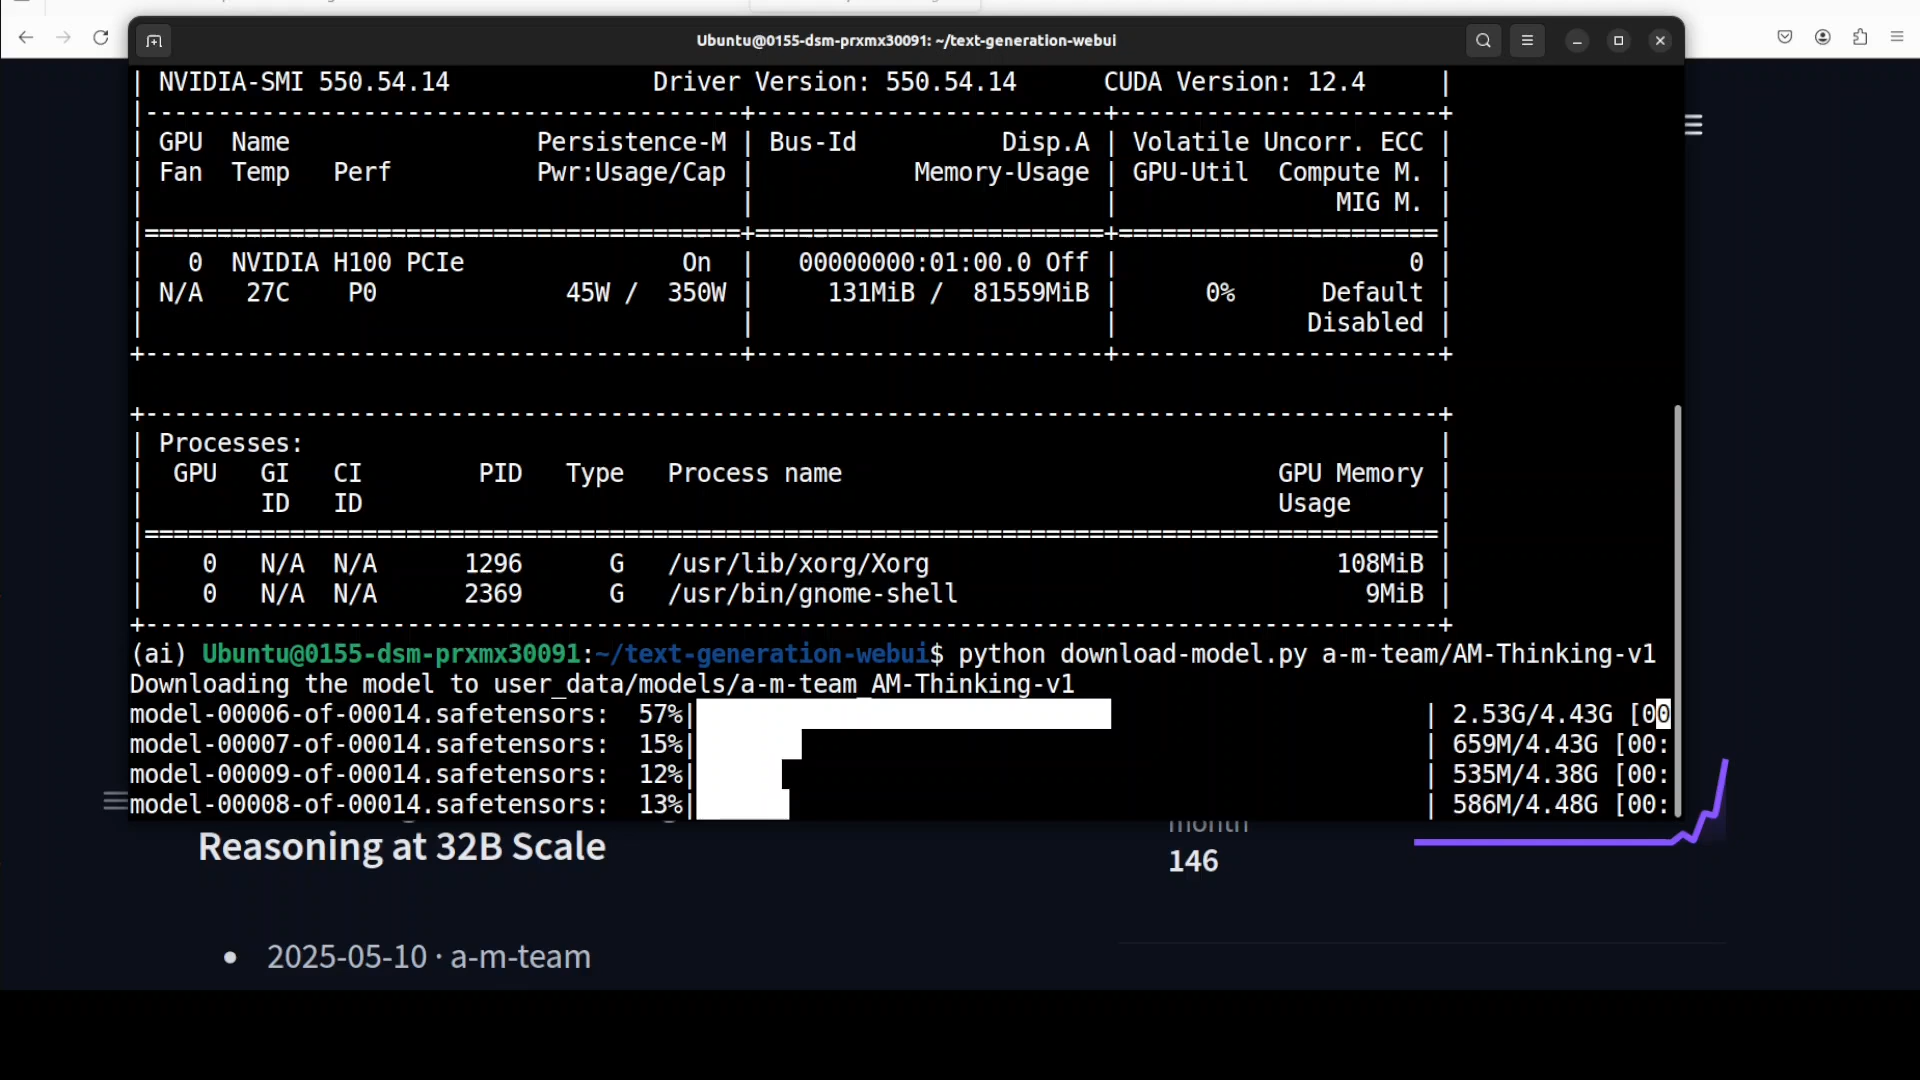 Ubuntu@0155-dsm-prxmx30091: ~/text-generation-webui
| NVIDIA-SMI 550.54.14              Driver Version: 550.54.14      CUDA Version: 12.4     |
|-----------------------------------------+------------------------+----------------------+
| GPU  Name                 Persistence-M | Bus-Id          Disp.A | Volatile Uncorr. ECC |
| Fan  Temp   Perf          Pwr:Usage/Cap |           Memory-Usage | GPU-Util  Compute M. |
|                                         |                        |               MIG M. |
|=========================================+========================+======================|
|   0  NVIDIA H100 PCIe               On  |   00000000:01:00.0 Off |                    0 |
| N/A   27C    P0              45W /  350W |     131MiB /  81559MiB |      0%      Default |
|                                         |                        |             Disabled |
+-----------------------------------------+------------------------+----------------------+
+-----------------------------------------------------------------------------------------+
| Processes:                                                                              |
|  GPU   GI   CI        PID   Type   Process name                              GPU Memory |
|        ID   ID                                                               Usage      |
|=========================================================================================|
|    0   N/A  N/A      1296      G   /usr/lib/xorg/Xorg                            108MiB |
|    0   N/A  N/A      2369      G   /usr/bin/gnome-shell                            9MiB |
+-----------------------------------------------------------------------------------------+
(ai) Ubuntu@0155-dsm-prxmx30091:~/text-generation-webui$ python download-model.py a-m-team/AM-Thinking-v1
Downloading the model to user_data/models/a-m-team_AM-Thinking-v1
model-00006-of-00014.safetensors:  57%| | 2.53G/4.43G [00
model-00007-of-00014.safetensors:  15%| | 659M/4.43G [00:
model-00009-of-00014.safetensors:  12%| | 535M/4.38G [00:
model-00008-of-00014.safetensors:  13%| | 586M/4.48G [00:
month
Reasoning at 32B Scale
146
• 2025-05-10 · a-m-team